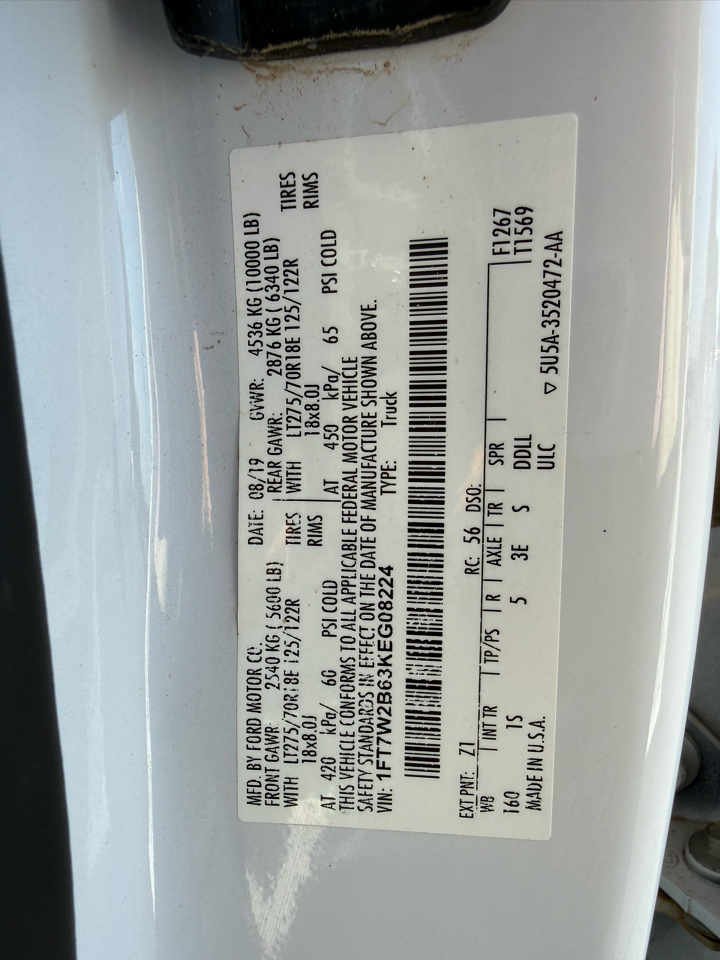 MFD. BY FORD MOTOR CO.
DATE: 08/19 GVWR: 4536 KG (10000 LB)
FRONT GAWR: 2540 KG ( 5600 LB)
REAR GAWR: 2876 KG ( 6340 LB)
WITH LT275/70R18E 125/122R TIRES
WITH LT275/70R18E 125/122R TIRES
18x8.0J RIMS
18x8.0J RIMS
AT 420 kPa/ 60 PSI COLD
AT 450 kPa/ 65 PSI COLD
THIS VEHICLE CONFORMS TO ALL APPLICABLE FEDERAL MOTOR VEHICLE
SAFETY STANDARDS IN EFFECT ON THE DATE OF MANUFACTURE SHOWN ABOVE.
VIN: 1FT7W2B63KEG08224 TYPE: Truck
EXT PNT: Z1 RC: 56 DSO:
WB INT TR TP/PS R AXLE TR SPR F1267
160 1S 5 3E S DDLL T1569
MADE IN U.S.A. ULC
▽ 5U5A-3520472-AA